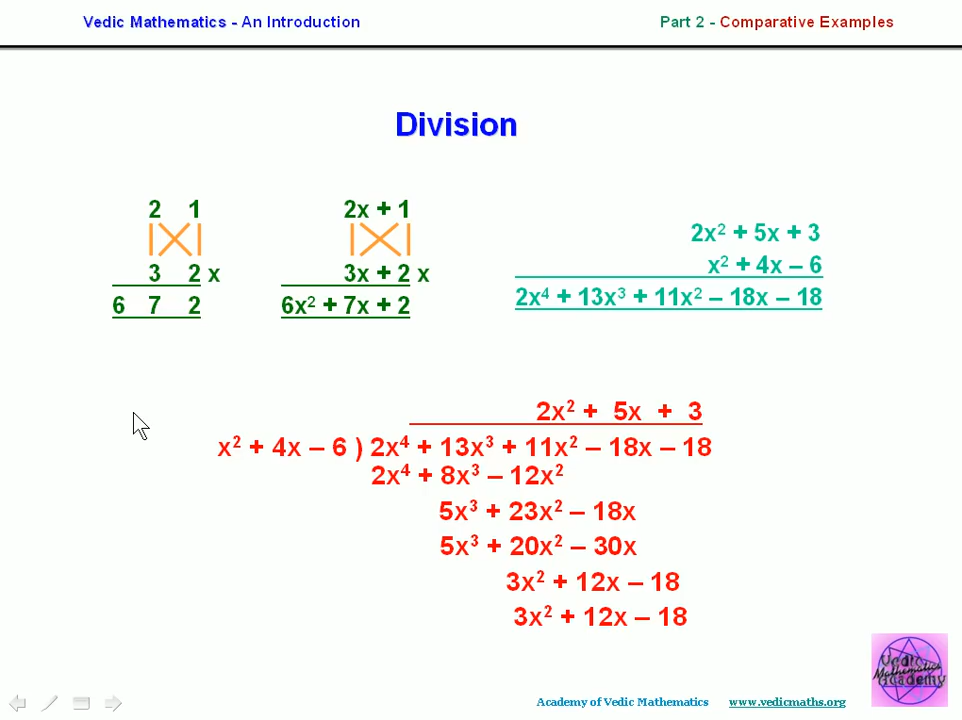 Vedic Mathematics - An Introduction
Part 2 - Comparative Examples
Division
2 1
3 2 x
6 7 2
2x + 1
3x + 2 x
6x² + 7x + 2
2x² + 5x + 3
x² + 4x – 6
2x⁴ + 13x³ + 11x² – 18x – 18
2x² + 5x + 3
x² + 4x – 6 ) 2x⁴ + 13x³ + 11x² – 18x – 18
2x⁴ + 8x³ – 12x²
5x³ + 23x² – 18x
5x³ + 20x² – 30x
3x² + 12x – 18
3x² + 12x – 18
Vedic
Mathematics
Academy
Academy of Vedic Mathematics www.vedicmaths.org